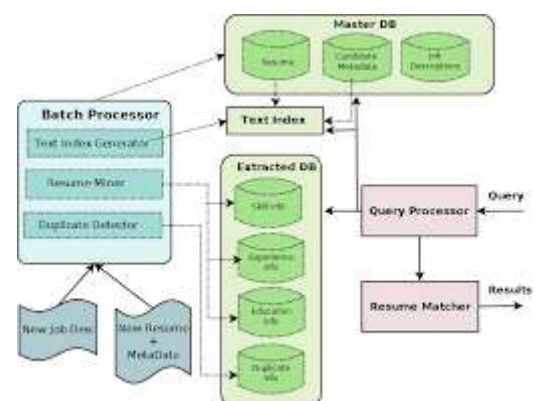 Master DB
Resume
Candidate
Metadata
Job
Descriptions
Batch Processor
Text Index Generator
Text Index
Extracted DB
Resume Miner
Skill Info
Query
Query Processor
Duplicate Detector
Experience
Info
Results
Resume Matcher
Education
Info
New Job Desc
New Resume
+
MetaData
Duplicate
Info